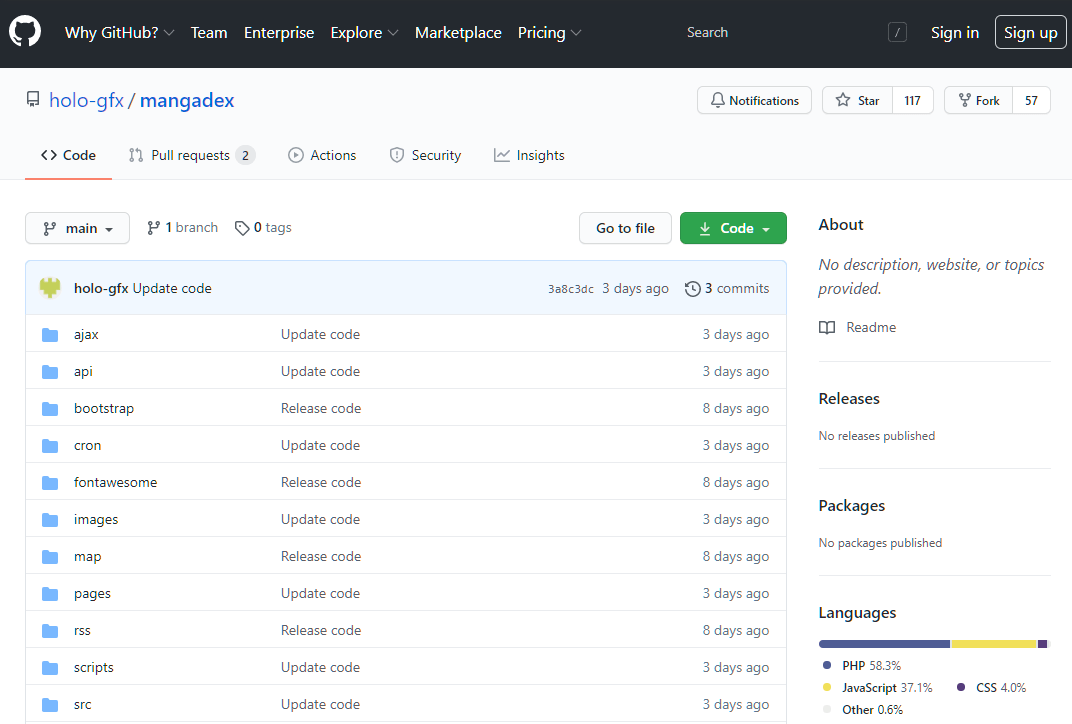 Why GitHub? Team Enterprise Explore Marketplace Pricing Search / Sign in Sign up
holo-gfx / mangadex Notifications Star 117 Fork 57
Code Pull requests 2 Actions Security Insights
main 1 branch 0 tags Go to file Code
holo-gfx Update code 3a8c3dc 3 days ago 3 commits
ajax Update code 3 days ago
api Update code 3 days ago
bootstrap Release code 8 days ago
cron Update code 3 days ago
fontawesome Release code 8 days ago
images Update code 3 days ago
map Release code 8 days ago
pages Update code 3 days ago
rss Release code 8 days ago
scripts Update code 3 days ago
src Update code 3 days ago
About
No description, website, or topics
provided.
Readme
Releases
No releases published
Packages
No packages published
Languages
PHP 58.3%
JavaScript 37.1% CSS 4.0%
Other 0.6%